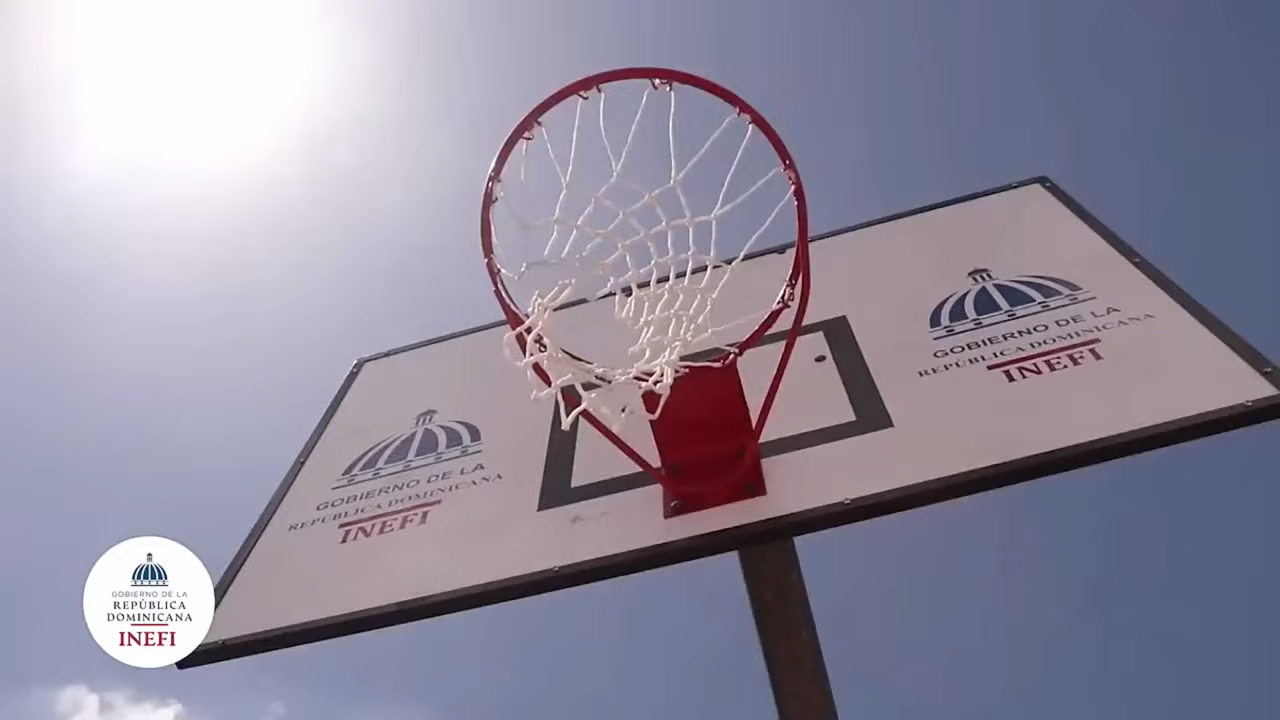 GOBIERNO DE LA
REPÚBLICA DOMINICANA
INEFI
GOBIERNO DE LA
REPÚBLICA DOMINICANA
INEFI
GOBIERNO DE LA
REPÚBLICA
DOMINICANA
INEFI